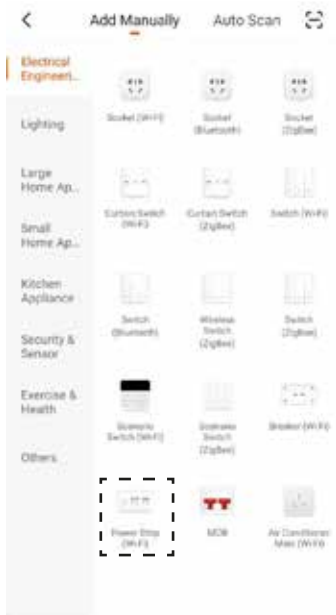 Add Manually
Auto Scan
Electrical
Engineeri...
Socket (Wi-Fi)
Socket
(Bluetooth)
Socket
(ZigBee)
Lighting
Large
Home Ap...
Curtain Switch
(Wi-Fi)
Curtain Switch
(ZigBee)
Switch (Wi-Fi)
Small
Home Ap...
Kitchen
Appliance
Switch
(Bluetooth)
Wireless
Switch
(ZigBee)
Switch
(ZigBee)
Security &
Sensor
Exercise &
Health
Scenario
Switch (Wi-Fi)
Scenario
Switch
(ZigBee)
Breaker (Wi-Fi)
Others
Power Strip
(Wi-Fi)
Air Conditioner
(Wi-Fi)